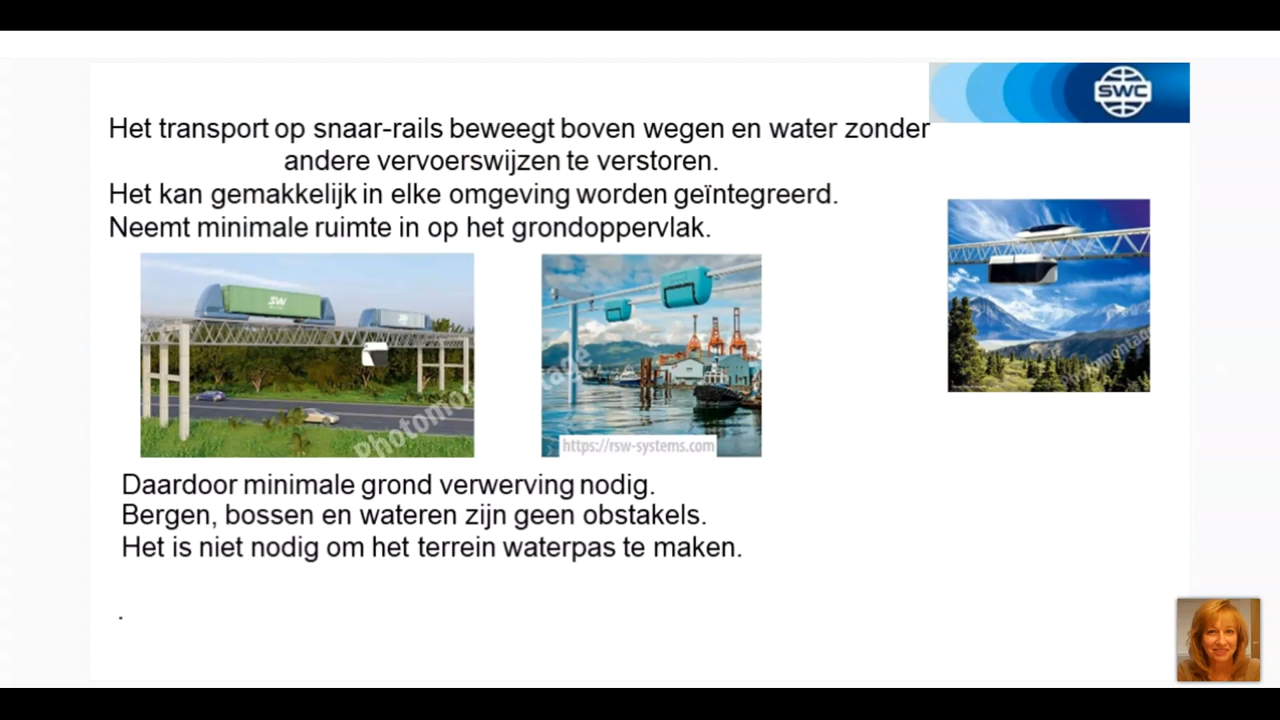 SWC
Het transport op snaar-rails beweegt boven wegen en water zonder
andere vervoerswijzen te verstoren.
Het kan gemakkelijk in elke omgeving worden geïntegreerd.
Neemt minimale ruimte in op het grondoppervlak.
SW
Photomon
tage
https://rsw-systems.com
photomontage
Daardoor minimale grond verwerving nodig.
Bergen, bossen en wateren zijn geen obstakels.
Het is niet nodig om het terrein waterpas te maken.
.